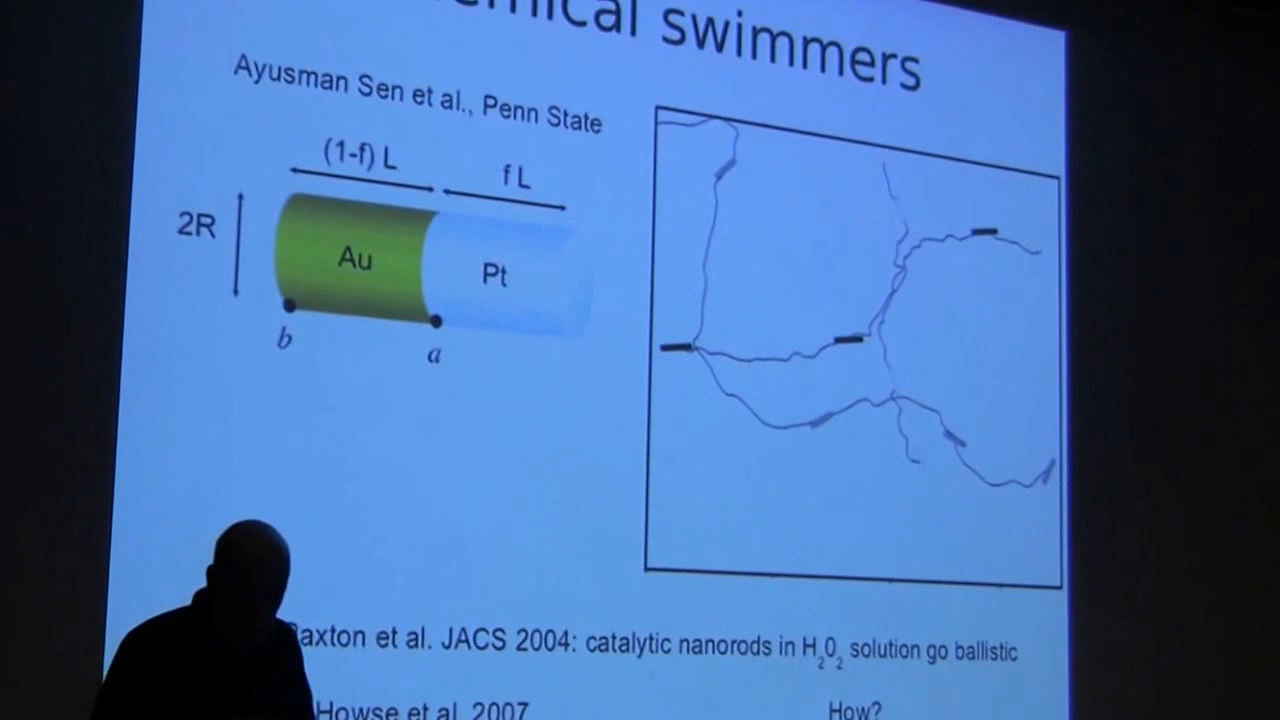 swimmers
Ayusman Sen et al., Penn State
(1-f) L
f L
2R
Au
Pt
b
a
axton et al. JACS 2004: catalytic nanorods in H2O2 solution go ballistic
Howse et al. 2007
How?